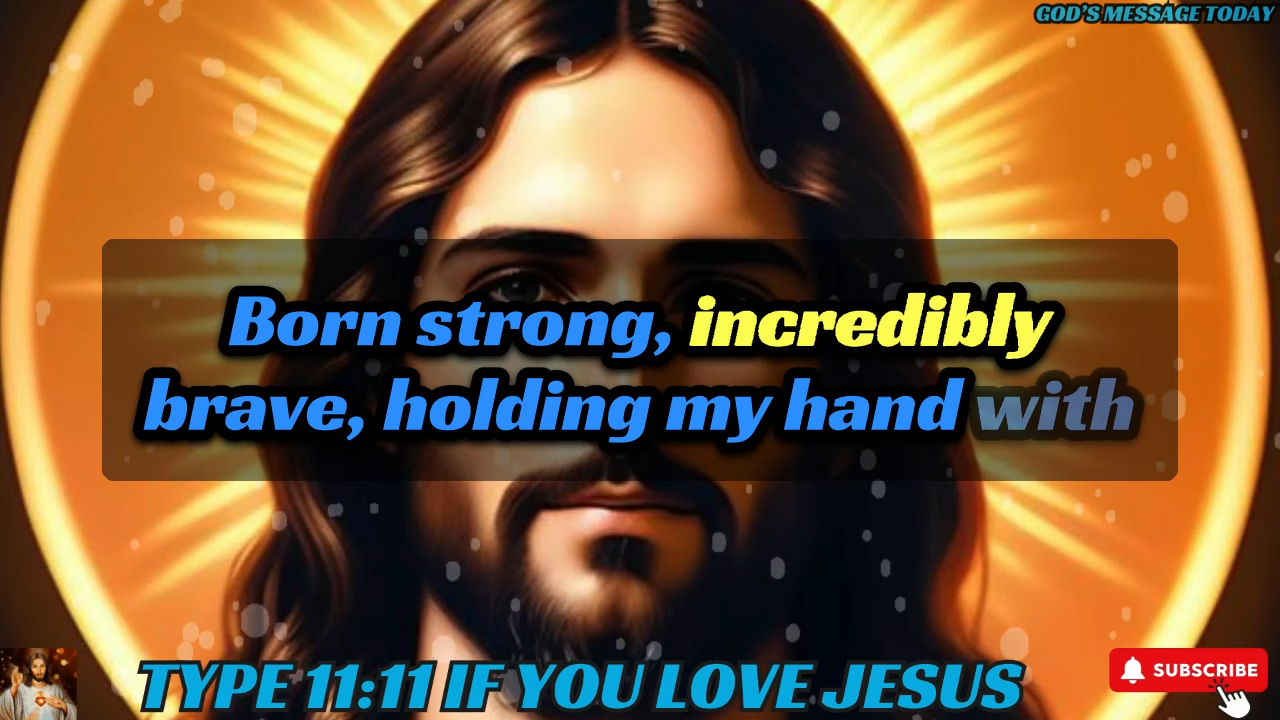 GOD'S MESSAGE TODAY
Born strong, incredibly
brave, holding my hand with
TYPE 11:11 IF YOU LOVE JESUS
SUBSCRIBE